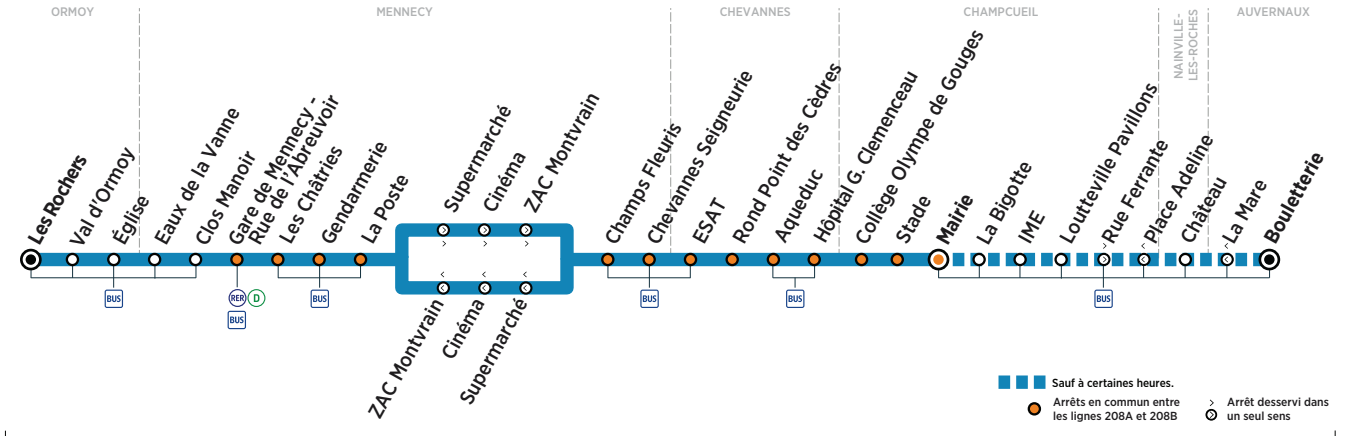 ORMOY
MENNECY
CHEVANNES
CHAMPCUEIL
NAINVILLE-
LES-ROCHES
AUVERNAUX
Les Rochers
Val d'Ormoy
Église
Eaux de la Vanne
Clos Manoir
Gare de Mennecy -
Rue de l'Abreuvoir
Les Châtries
Gendarmerie
La Poste
Supermarché
Cinéma
ZAC Montvrain
ZAC Montvrain
Cinéma
Supermarché
Champs Fleuris
Chevannes Seigneurie
ESAT
Rond Point des Cèdres
Aqueduc
Hôpital G. Clemenceau
Collège Olympe de Gouges
Stade
Mairie
La Bigotte
IME
Loutteville Pavillons
Rue Ferrante
Place Adeline
Château
La Mare
Bouletterie
BUS
RER D
BUS
BUS
BUS
BUS
BUS
Sauf à certaines heures.
Arrêts en commun entre
les lignes 208A et 208B
Arrêt desservi dans
un seul sens